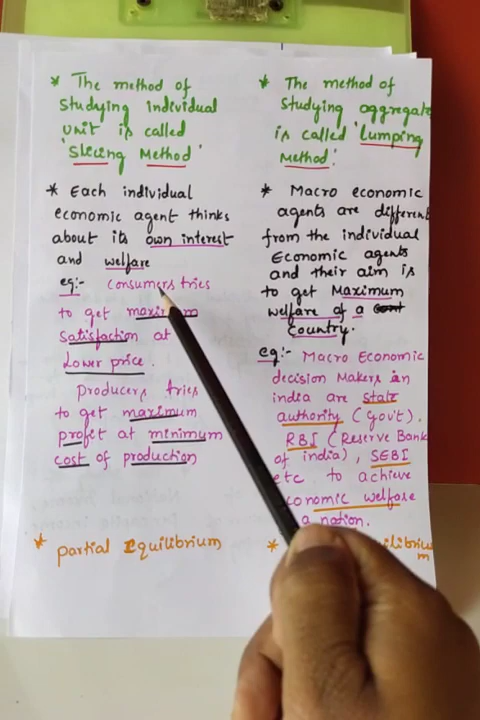 * The method of
studying individual
unit is called
'Slicing Method'
* Each individual
economic agent thinks
about its own interest
and welfare
eg:- Consumers tries
to get maximum
satisfaction at
Lower price.
producers tries
to get maximum
profit at minimum
cost of production
* partial Equilibrium
* The method of
studying aggregate
is called 'Lumping
Method'.
* Macro economic
agents are different
from the individual
Economic agents
and their aim is
to get Maximum
welfare of a
Country.
eg:- Macro Economic
decision Makers in
india are state
authority (Gov't).
RBI (Reserve Bank
of india), SEBI
etc to achieve
economic welfare
a nation.
*